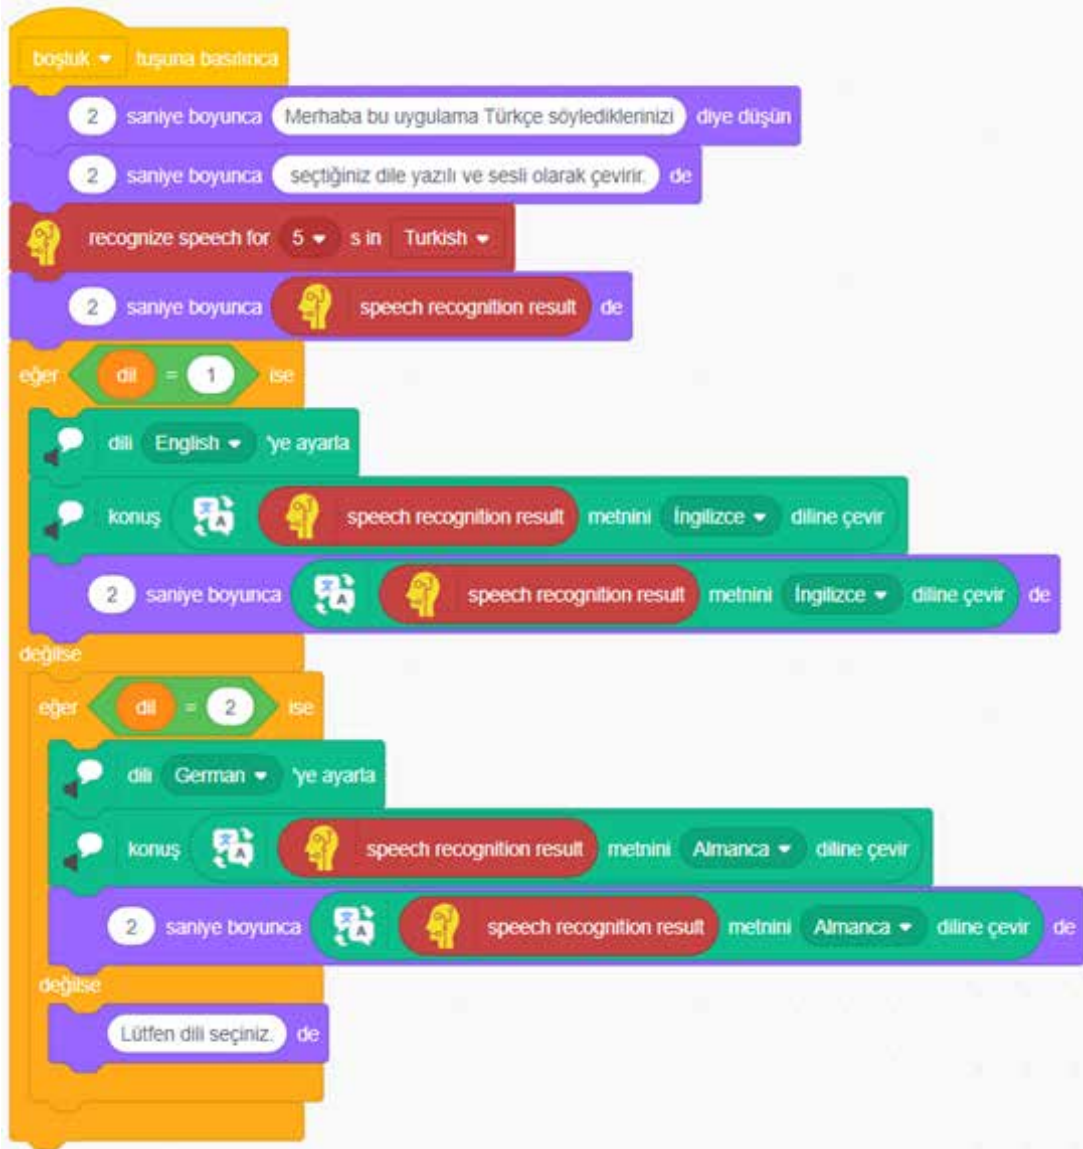 boşluk tuşuna basılınca
2 saniye boyunca Merhaba bu uygulama Türkçe söylediklerinizi diye düşün
2 saniye boyunca seçtiğiniz dile yazılı ve sesli olarak çevirir. de
recognize speech for 5 s in Turkish
2 saniye boyunca speech recognition result de
eğer dil = 1 ise
dili English 'ye ayarla
konuş speech recognition result metnini İngilizce diline çevir
2 saniye boyunca speech recognition result metnini İngilizce diline çevir de
değilse
eğer dil = 2 ise
dili German 'ye ayarla
konuş speech recognition result metnini Almanca diline çevir
2 saniye boyunca speech recognition result metnini Almanca diline çevir de
değilse
Lütfen dili seçiniz. de